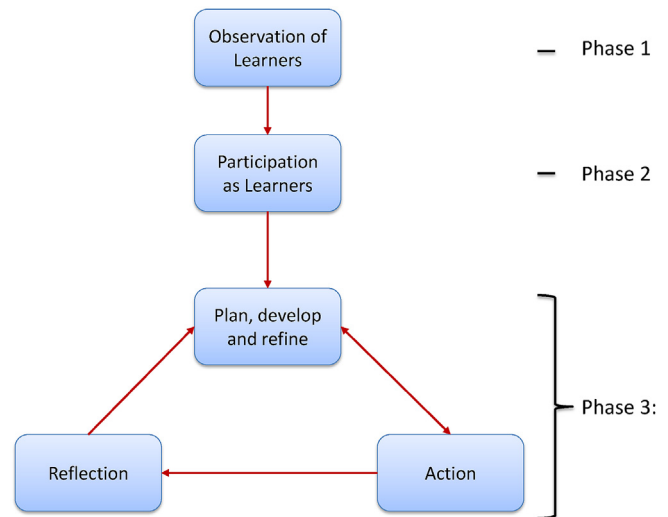 Observation of
Learners
Phase 1
Participation
as Learners
Phase 2
Plan, develop
and refine
Phase 3:
Reflection
Action